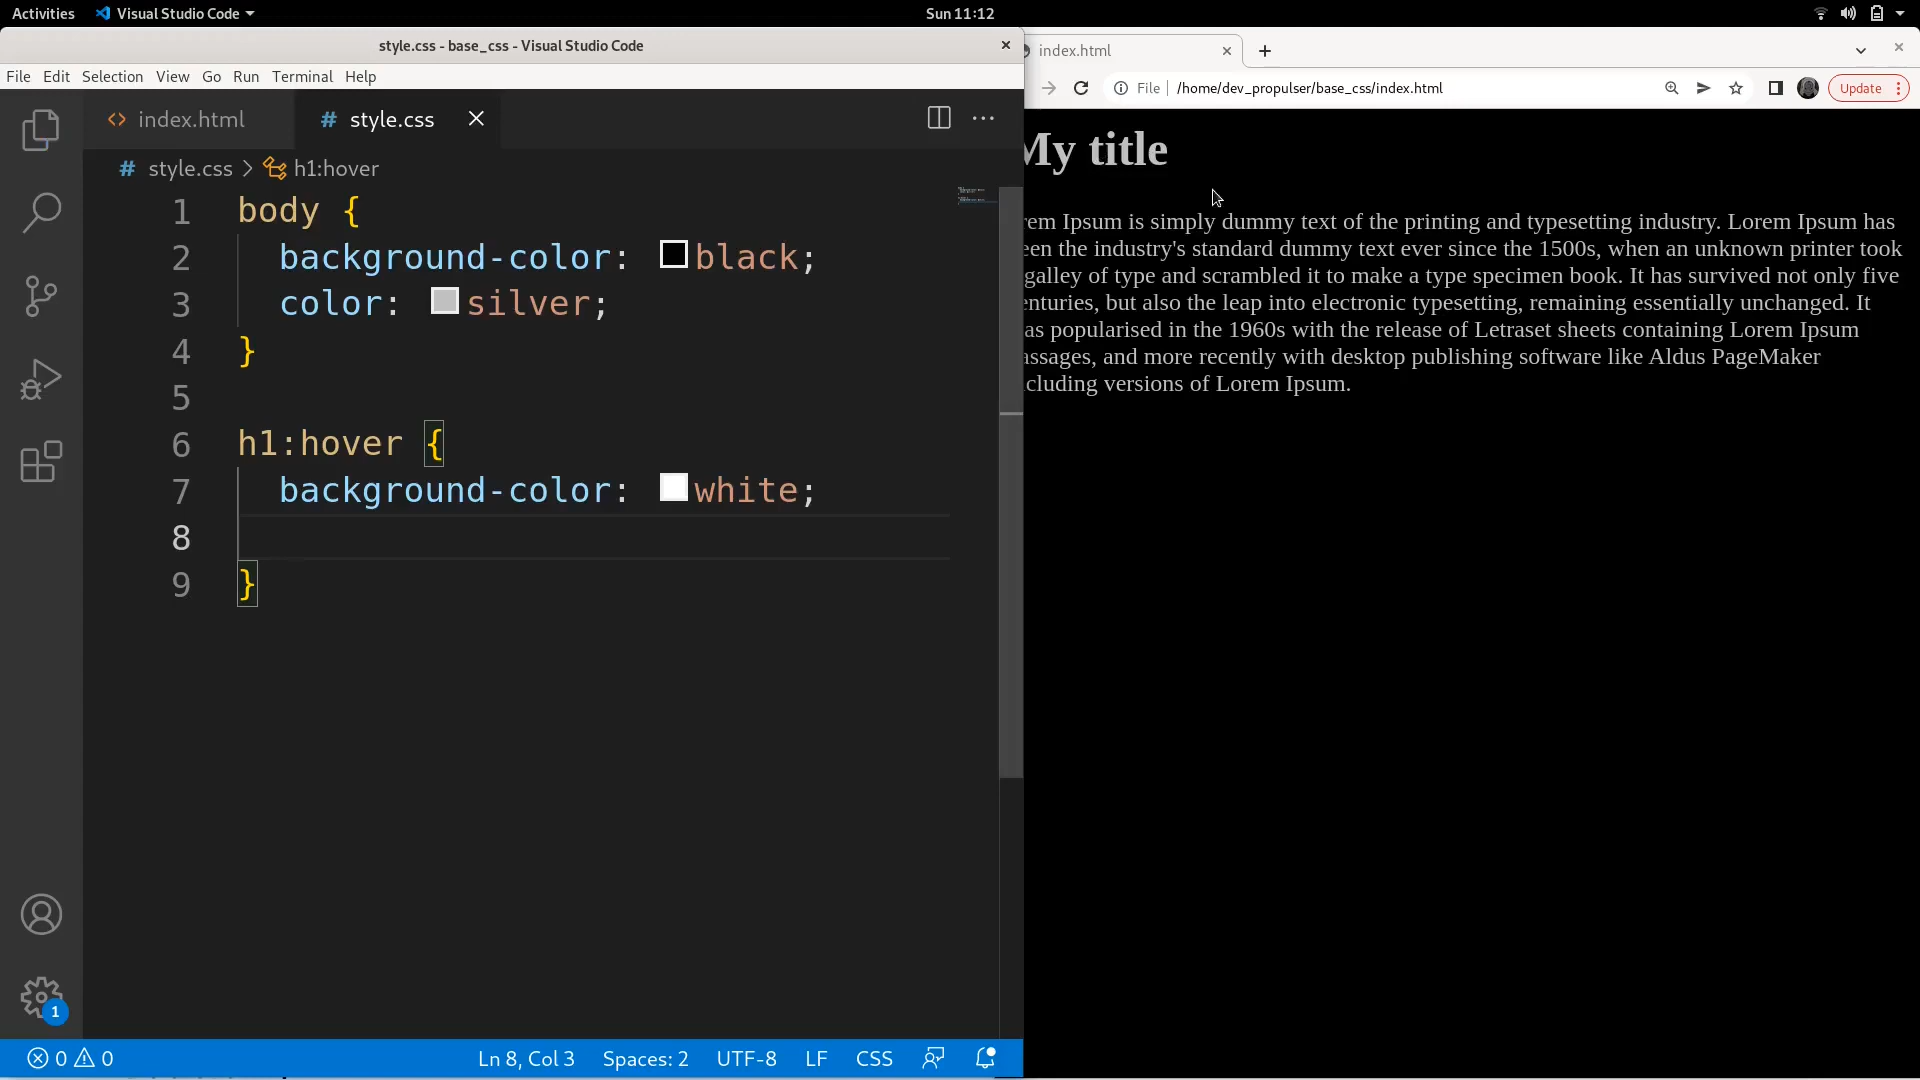 Activities Visual Studio Code Sun 11:12
style.css - base_css - Visual Studio Code
File Edit Selection View Go Run Terminal Help
index.html
# style.css
# style.css > h1:hover
1 body {
2 background-color: black;
3 color: silver;
4 }
5
6 h1:hover {
7 background-color: white;
8
9 }
1
0 0 Ln 8, Col 3 Spaces: 2 UTF-8 LF CSS
index.html
File /home/dev_propulser/base_css/index.html Update
My title
Ipsum is simply dummy text of the printing and typesetting industry. Lorem Ipsum has
the industry's standard dummy text ever since the 1500s, when an unknown printer took
galley of type and scrambled it to make a type specimen book. It has survived not only five
but also the leap into electronic typesetting, remaining essentially unchanged. It
popularised in the 1960s with the release of Letraset sheets containing Lorem Ipsum
and more recently with desktop publishing software like Aldus PageMaker
versions of Lorem Ipsum.